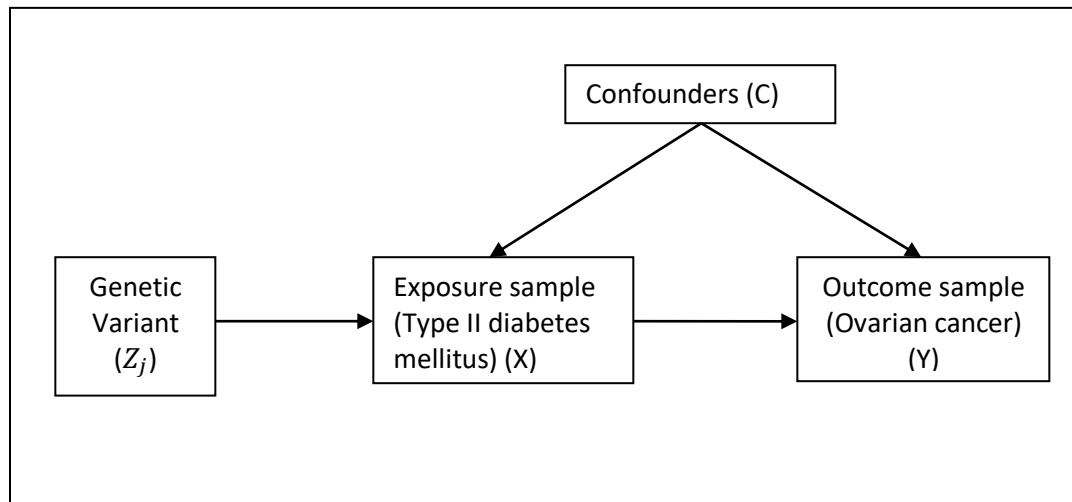 Confounders (C)
Genetic
Variant
(Z_j)
Exposure sample
(Type II diabetes
mellitus) (X)
Outcome sample
(Ovarian cancer)
(Y)